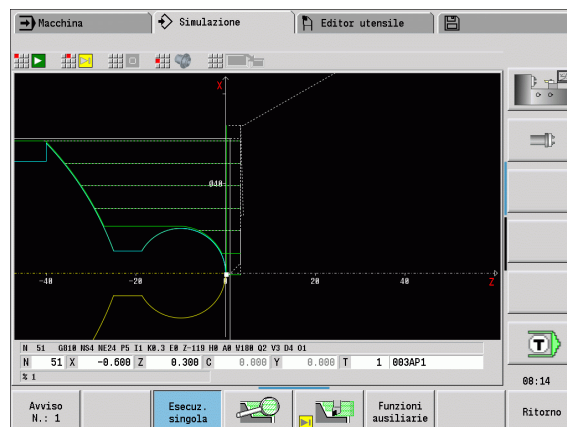 Macchina
Simulazione
Editor utensile
X
Ø40
-40
-20
0
20
40
Z
N 51 G810 NS4 NE24 P5 I1 K0.3 E0 Z-119 H0 A0 W180 Q2 V3 D4 O1
N 51 X -0.600 Z 0.300 C 0.000 Y 0.000 T 1 003AP1
% 1
T
08:14
Avviso N.: 1
Esecuz. singola
Funzioni ausiliarie
Ritorno